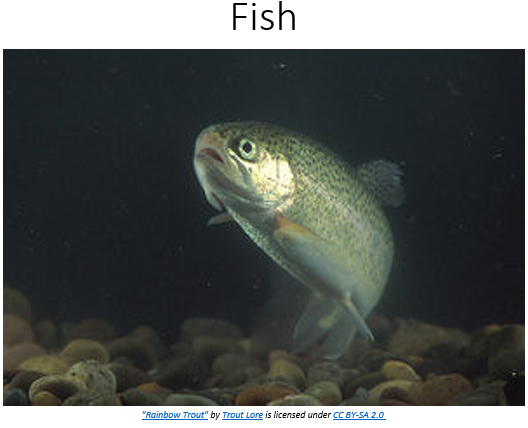 Fish
"Rainbow Trout" by Trout Lore is licensed under CC BY-SA 2.0